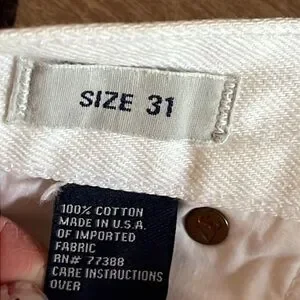 SIZE 31
100% COTTON
MADE IN U.S.A.
OF IMPORTED
FABRIC
RN# 77388
CARE INSTRUCTIONS
OVER